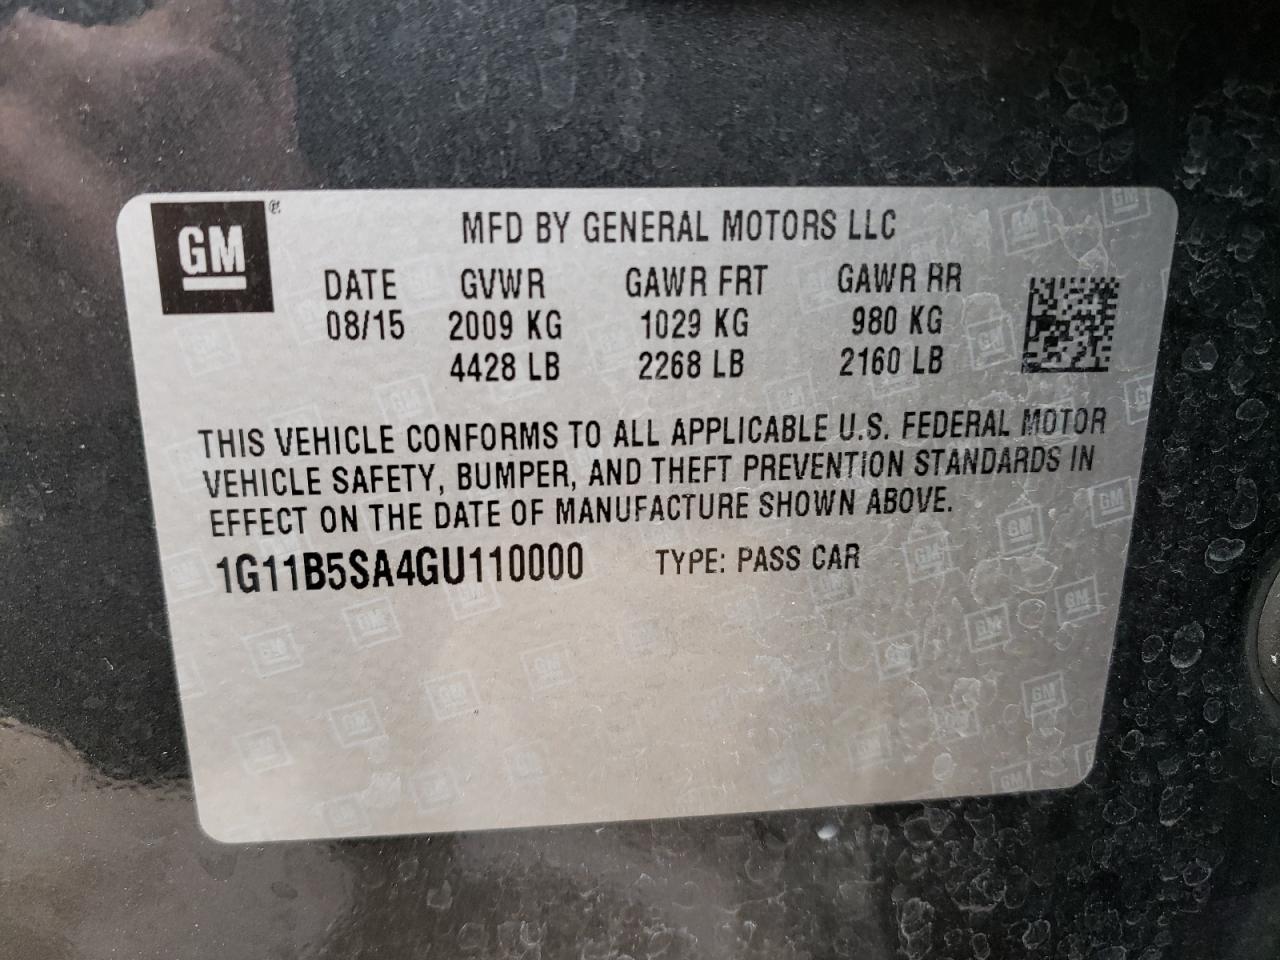 GM ®
MFD BY GENERAL MOTORS LLC
DATE GVWR GAWR FRT GAWR RR
08/15 2009 KG 1029 KG 980 KG
4428 LB 2268 LB 2160 LB
THIS VEHICLE CONFORMS TO ALL APPLICABLE U.S. FEDERAL MOTOR
VEHICLE SAFETY, BUMPER, AND THEFT PREVENTION STANDARDS IN
EFFECT ON THE DATE OF MANUFACTURE SHOWN ABOVE.
1G11B5SA4GU110000 TYPE: PASS CAR